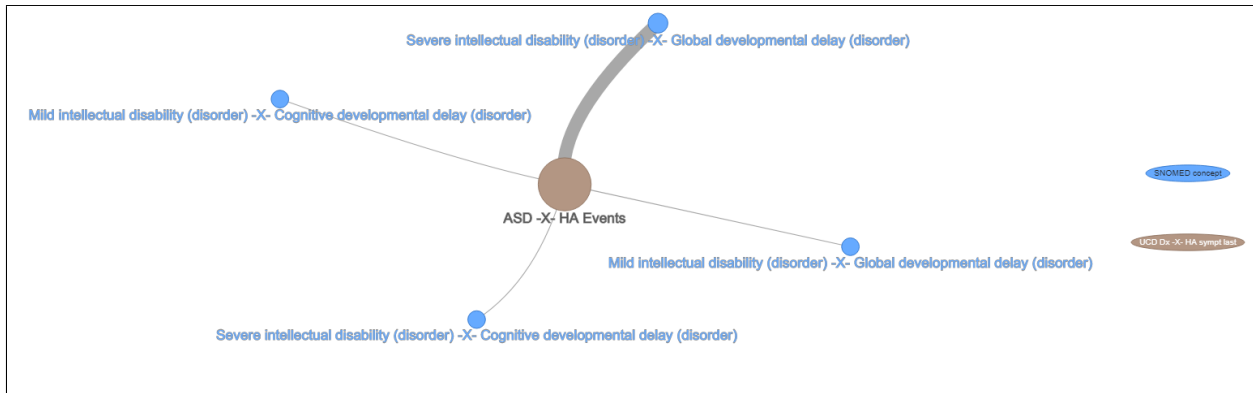 Severe intellectual disability (disorder) -X- Global developmental delay (disorder)
Mild intellectual disability (disorder) -X- Cognitive developmental delay (disorder)
SNOMED concept
ASD -X- HA Events
UCD Dx -X- HA sympt last
Mild intellectual disability (disorder) -X- Global developmental delay (disorder)
Severe intellectual disability (disorder) -X- Cognitive developmental delay (disorder)